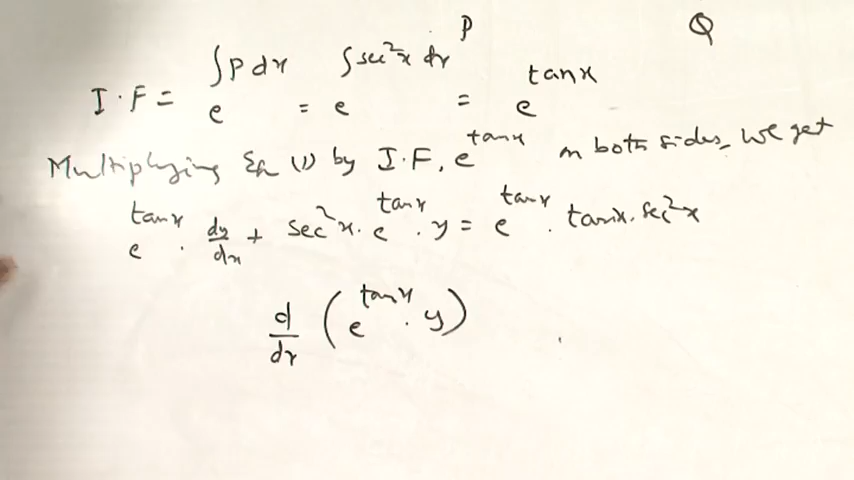 P Q
I.F = e^∫P dx = e^∫sec²x dx = e^tanx
Multiplying Eq (1) by I.F, e^tanx on both sides, we get
e^tanx . dy/dx + sec²x . e^tanx . y = e^tanx . tanx . sec²x
d/dx (e^tanx . y)